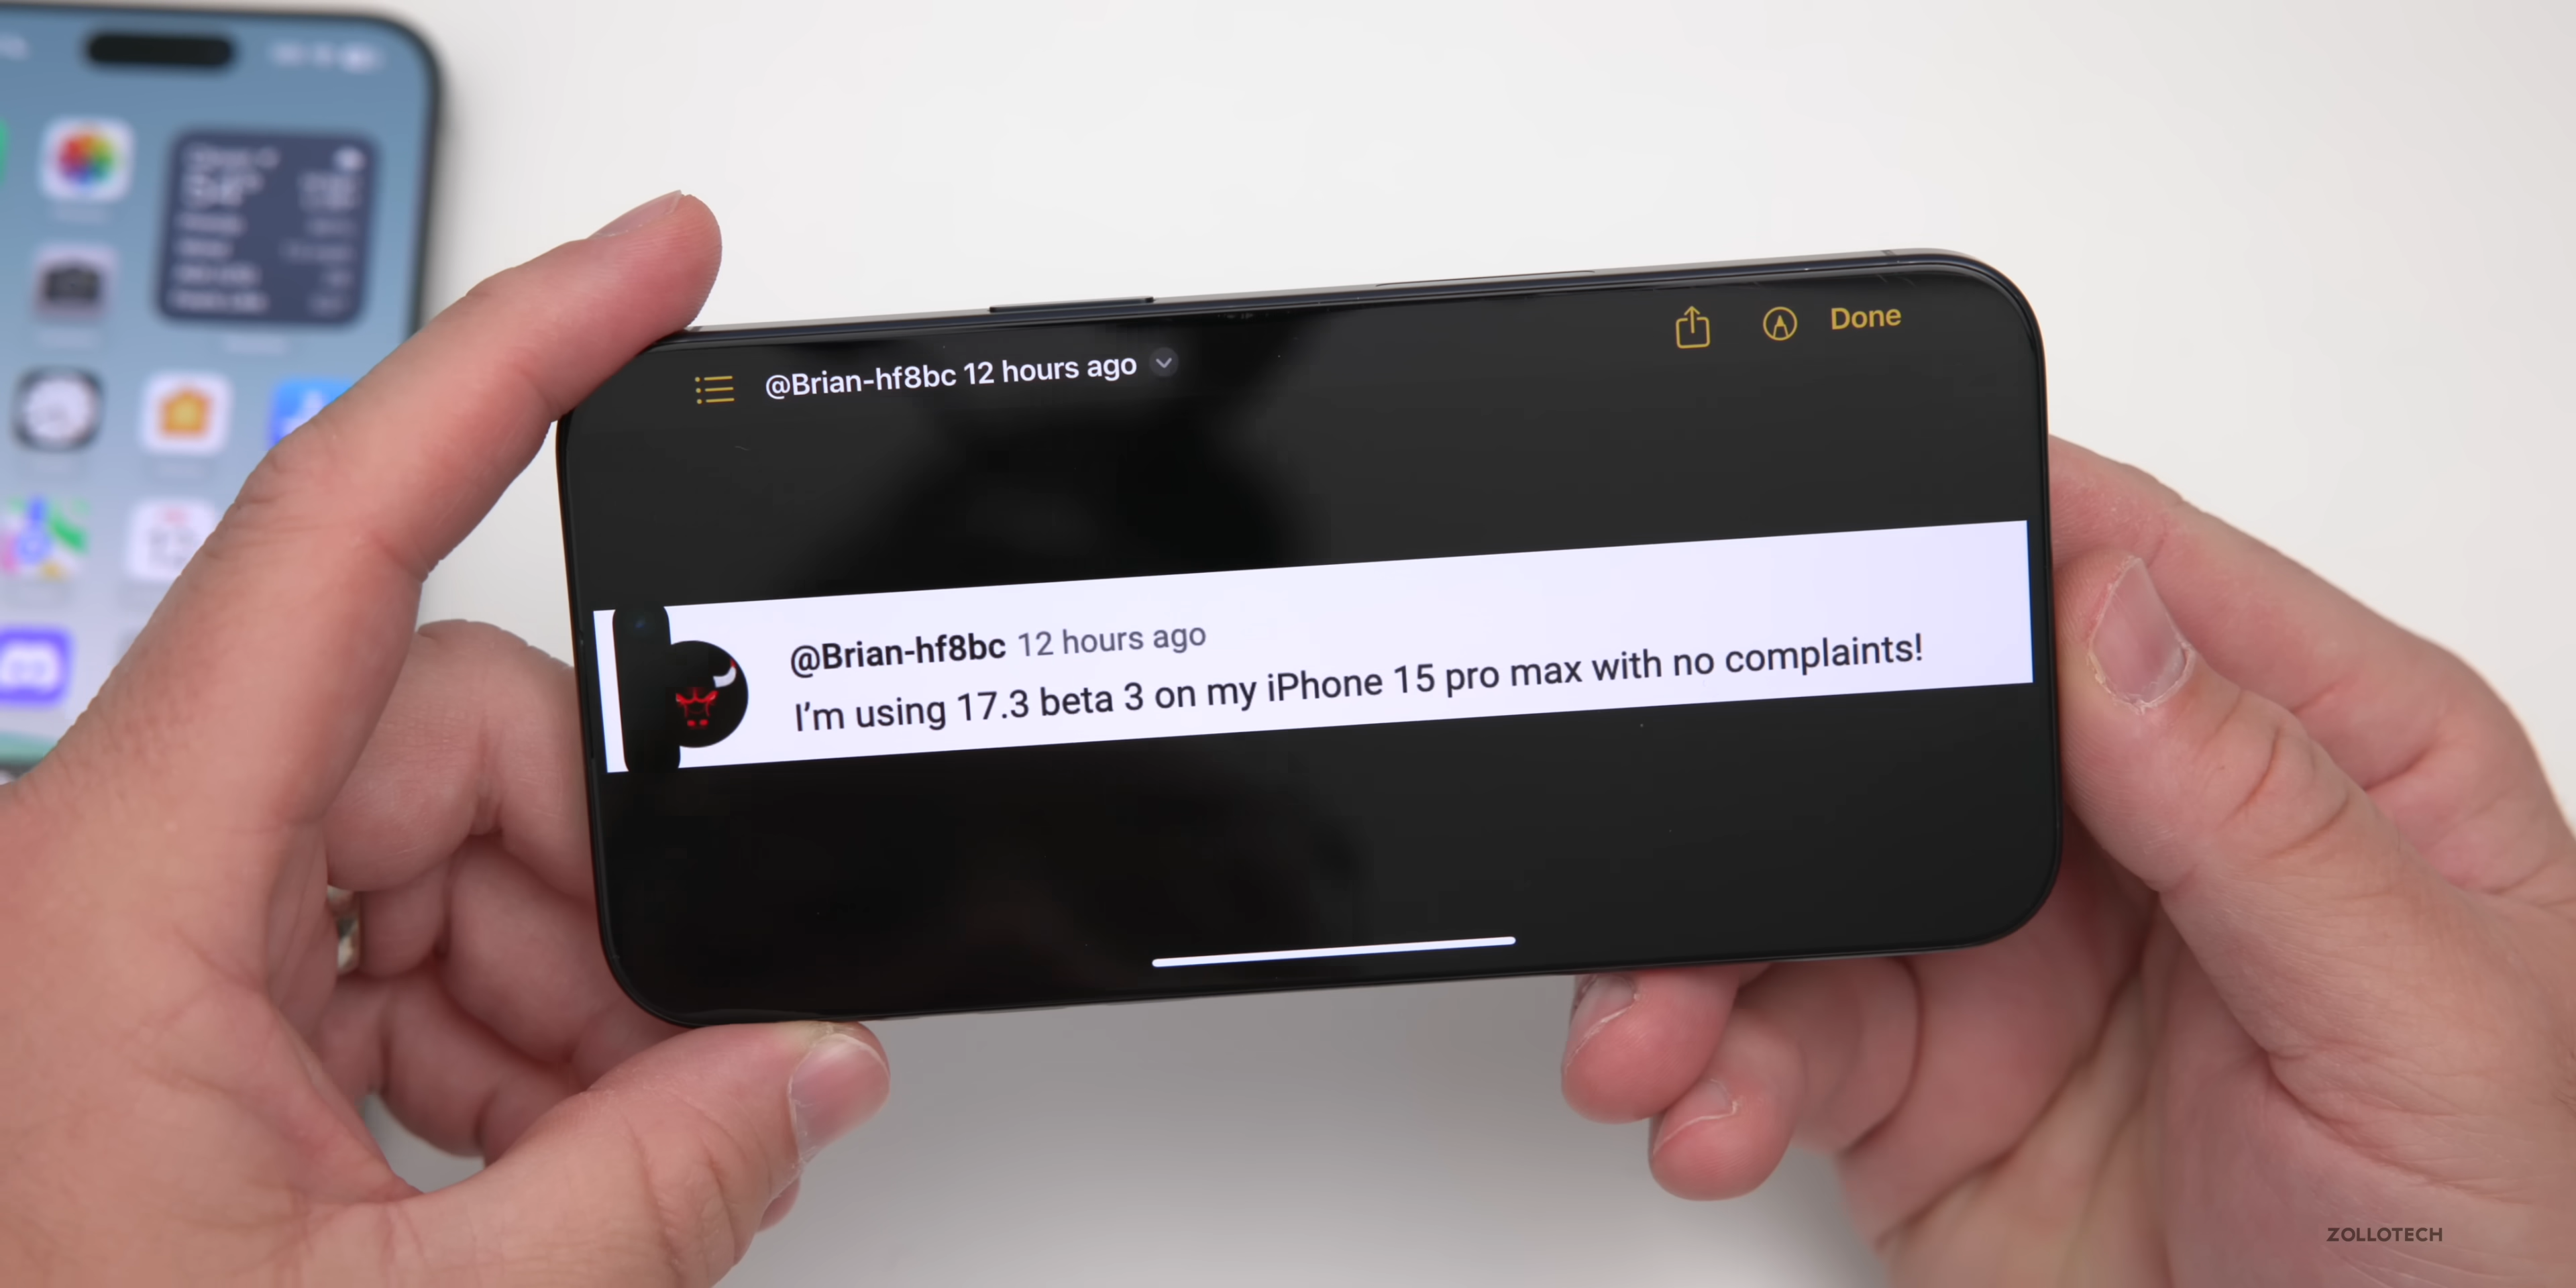 @Brian-hf8bc 12 hours ago
Done
@Brian-hf8bc 12 hours ago
I’m using 17.3 beta 3 on my iPhone 15 pro max with no complaints!
ZOLLOTECH